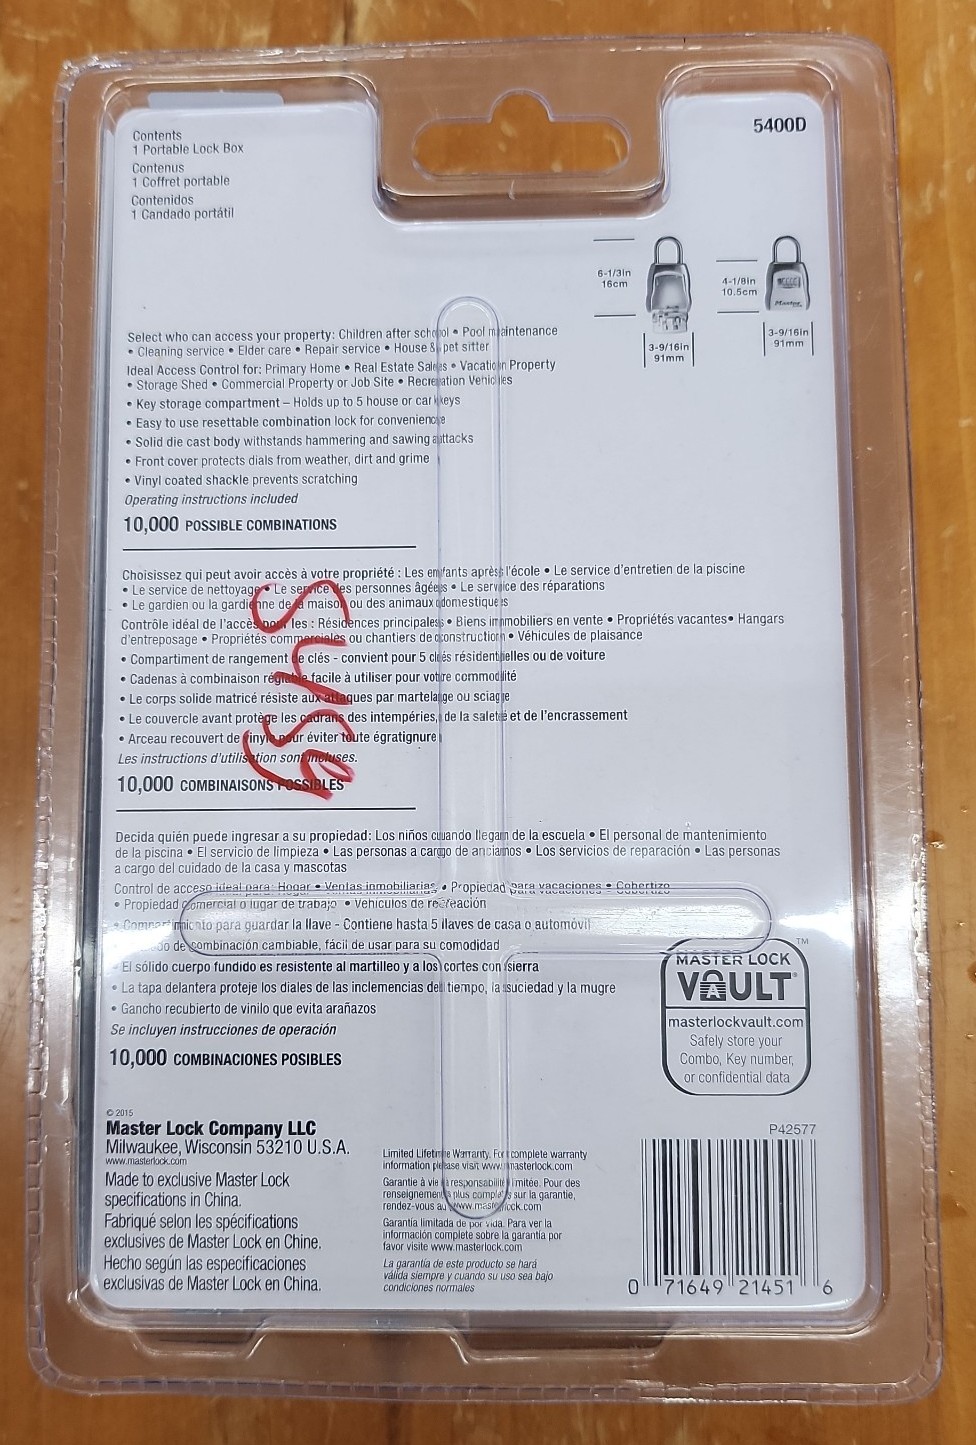 Contents
1 Portable Lock Box
Contenus
1 Coffret portable
Contenidos
1 Candado portátil
5400D
6-1/3in
16cm
3-9/16in
91mm
4-1/8in
10.5cm
3-9/16in
91mm
Select who can access your property: Children after school • Pool maintenance
• Cleaning service • Elder care • Repair service • House & pet sitter
Ideal Access Control for: Primary Home • Real Estate Sales • Vacation Property
• Storage Shed • Commercial Property or Job Site • Recreation Vehicles
• Key storage compartment – Holds up to 5 house or car keys
• Easy to use resettable combination lock for convenience
• Solid die cast body withstands hammering and sawing attacks
• Front cover protects dials from weather, dirt and grime
• Vinyl coated shackle prevents scratching
Operating instructions included
10,000 POSSIBLE COMBINATIONS
Choisissez qui peut avoir accès à votre propriété : Les enfants après l'école • Le service d'entretien de la piscine
• Le service de nettoyage • Le service des personnes âgées • Le service des réparations
• Le gardien ou la gardienne de la maison ou des animaux domestiques
Contrôle idéal de l'accès pour les : Résidences principales • Biens immobiliers en vente • Propriétés vacantes • Hangars
d'entreposage • Propriétés commerciales ou chantiers de construction • Véhicules de plaisance
• Compartiment de rangement de clés - convient pour 5 clés résidentielles ou de voiture
• Cadenas à combinaison réglable facile à utiliser pour votre commodité
• Le corps solide matricé résiste aux attaques par martelage ou sciage
• Le couvercle avant protège les cadrans des intempéries, de la saleté et de l'encrassement
• Arceau recouvert de vinyle pour éviter toute égratignure
Les instructions d'utilisation sont incluses.
10,000 COMBINAISONS POSSIBLES
Decida quién puede ingresar a su propiedad: Los niños cuando llegan de la escuela • El personal de mantenimiento
de la piscina • El servicio de limpieza • Las personas a cargo de ancianos • Los servicios de reparación • Las personas
a cargo del cuidado de la casa y mascotas
Control de acceso ideal para: Hogar • Ventas inmobiliarias • Propiedad para vacaciones • Cobertizo
• Propiedad comercial o lugar de trabajo • Vehículos de recreación
• Compartimiento para guardar la llave - Contiene hasta 5 llaves de casa o automóvil
de combinación cambiable, fácil de usar para su comodidad
• El sólido cuerpo fundido es resistente al martilleo y a los cortes con sierra
• La tapa delantera proteje los diales de las inclemencias del tiempo, la suciedad y la mugre
• Gancho recubierto de vinilo que evita arañazos
Se incluyen instrucciones de operación
10,000 COMBINACIONES POSIBLES
MASTER LOCK™
VAULT®
masterlockvault.com
Safely store your
Combo, Key number,
or confidential data
© 2015
Master Lock Company LLC
Milwaukee, Wisconsin 53210 U.S.A.
www.masterlock.com
Made to exclusive Master Lock
specifications in China.
Fabriqué selon les spécifications
exclusives de Master Lock en Chine.
Hecho según las especificaciones
exclusivas de Master Lock en China.
Limited Lifetime Warranty. For complete warranty
information please visit www.masterlock.com
Garantie à vie à responsabilité limitée. Pour des
renseignements plus complets sur la garantie,
rendez-vous au www.masterlock.com
Garantía limitada de por vida. Para ver la
información complete sobre la garantía por
favor visite www.masterlock.com
La garantía de este producto se hará
válida siempre y cuando su uso sea bajo
condiciones normales
P42577
0 71649 21451 6